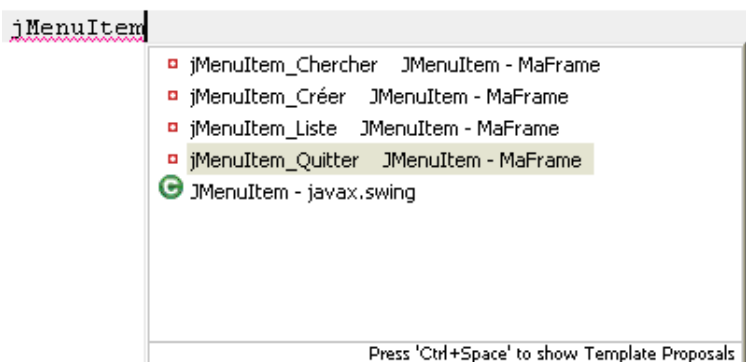 jMenuItem
jMenuItem_Chercher JMenuItem - MaFrame
jMenuItem_Créer JMenuItem - MaFrame
jMenuItem_Liste JMenuItem - MaFrame
jMenuItem_Quitter JMenuItem - MaFrame
C JMenuItem - javax.swing
Press 'Ctrl+Space' to show Template Proposals